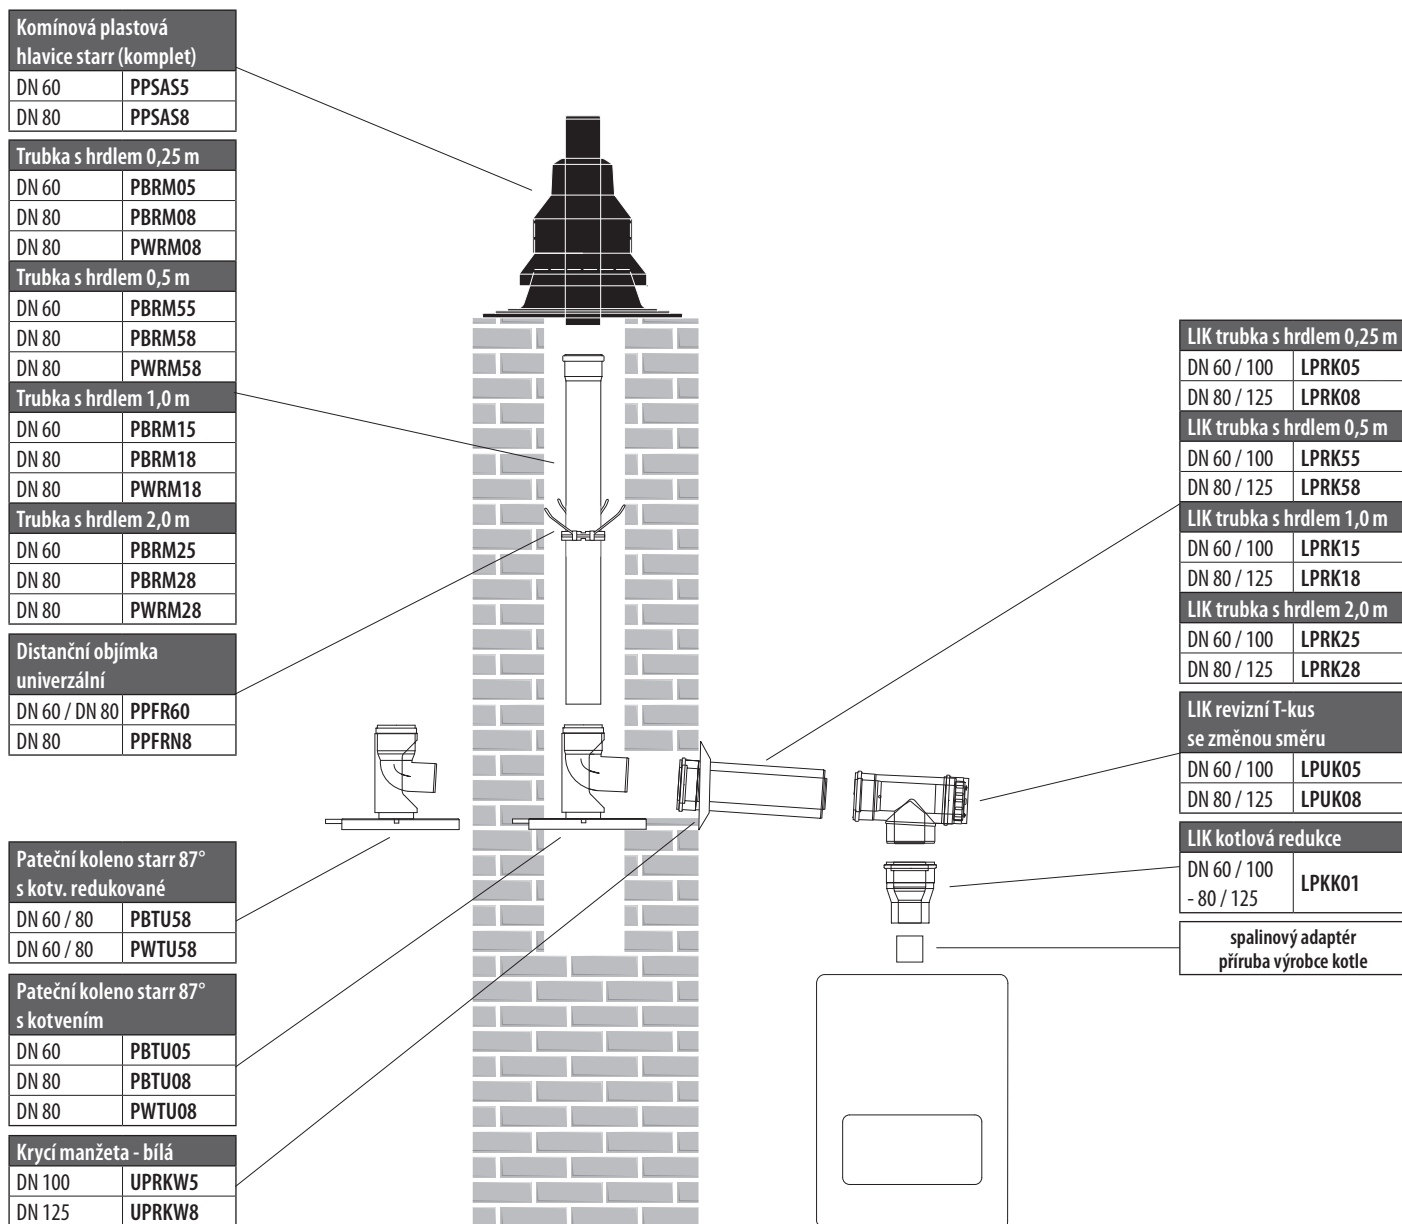 Komínová plastová
hlavice starr (komplet)
DN 60 PPSAS5
DN 80 PPSAS8
Trubka s hrdlem 0,25 m
DN 60 PBRM05
DN 80 PBRM08
DN 80 PWRM08
Trubka s hrdlem 0,5 m
DN 60 PBRM55
DN 80 PBRM58
DN 80 PWRM58
Trubka s hrdlem 1,0 m
DN 60 PBRM15
DN 80 PBRM18
DN 80 PWRM18
Trubka s hrdlem 2,0 m
DN 60 PBRM25
DN 80 PBRM28
DN 80 PWRM28
Distanční objímka
univerzální
DN 60 / DN 80 PPFR60
DN 80 PPFRN8
Pateční koleno starr 87°
s kotv. redukované
DN 60 / 80 PBTU58
DN 60 / 80 PWTU58
Pateční koleno starr 87°
s kotvením
DN 60 PBTU05
DN 80 PBTU08
DN 80 PWTU08
Krycí manžeta - bílá
DN 100 UPRKW5
DN 125 UPRKW8
LIK trubka s hrdlem 0,25 m
DN 60 / 100 LPRK05
DN 80 / 125 LPRK08
LIK trubka s hrdlem 0,5 m
DN 60 / 100 LPRK55
DN 80 / 125 LPRK58
LIK trubka s hrdlem 1,0 m
DN 60 / 100 LPRK15
DN 80 / 125 LPRK18
LIK trubka s hrdlem 2,0 m
DN 60 / 100 LPRK25
DN 80 / 125 LPRK28
LIK revizní T-kus
se změnou směru
DN 60 / 100 LPUK05
DN 80 / 125 LPUK08
LIK kotlová redukce
DN 60 / 100
- 80 / 125 LPKK01
spalinový adaptér
příruba výrobce kotle